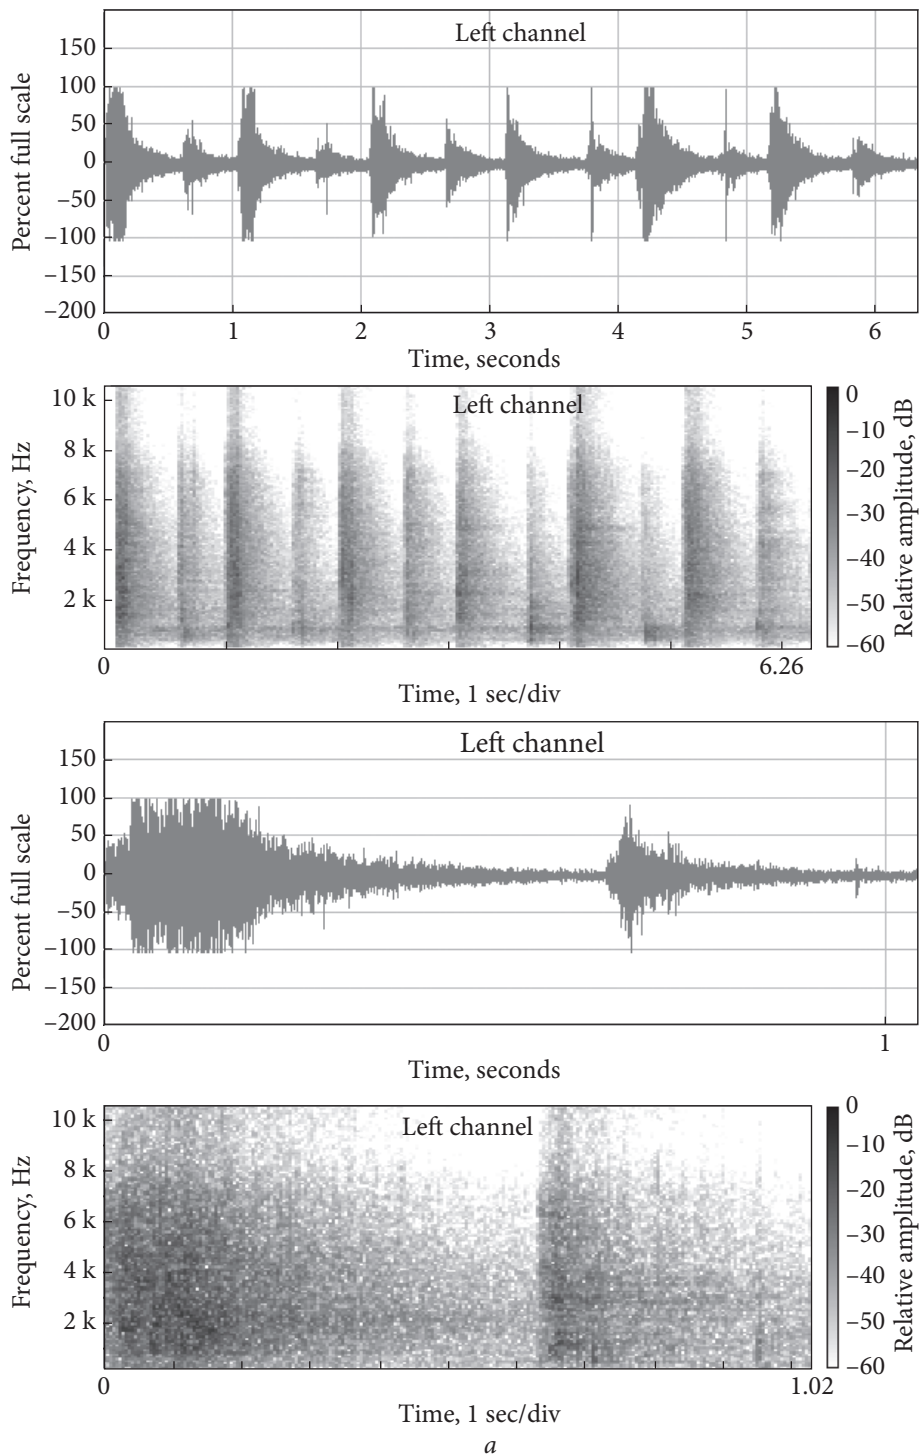 Left channel
150
100
50
0
–50
–100
–150
–200
Percent full scale
0 1 2 3 4 5 6
Time, seconds
Left channel
10 k
8 k
6 k
4 k
2 k
Frequency, Hz
0
–10
–20
–30
–40
–50
–60
Relative amplitude, dB
0 6.26
Time, 1 sec/div
Left channel
150
100
50
0
–50
–100
–150
–200
Percent full scale
0 1
Time, seconds
Left channel
10 k
8 k
6 k
4 k
2 k
Frequency, Hz
0
–10
–20
–30
–40
–50
–60
Relative amplitude, dB
0 1.02
Time, 1 sec/div
a